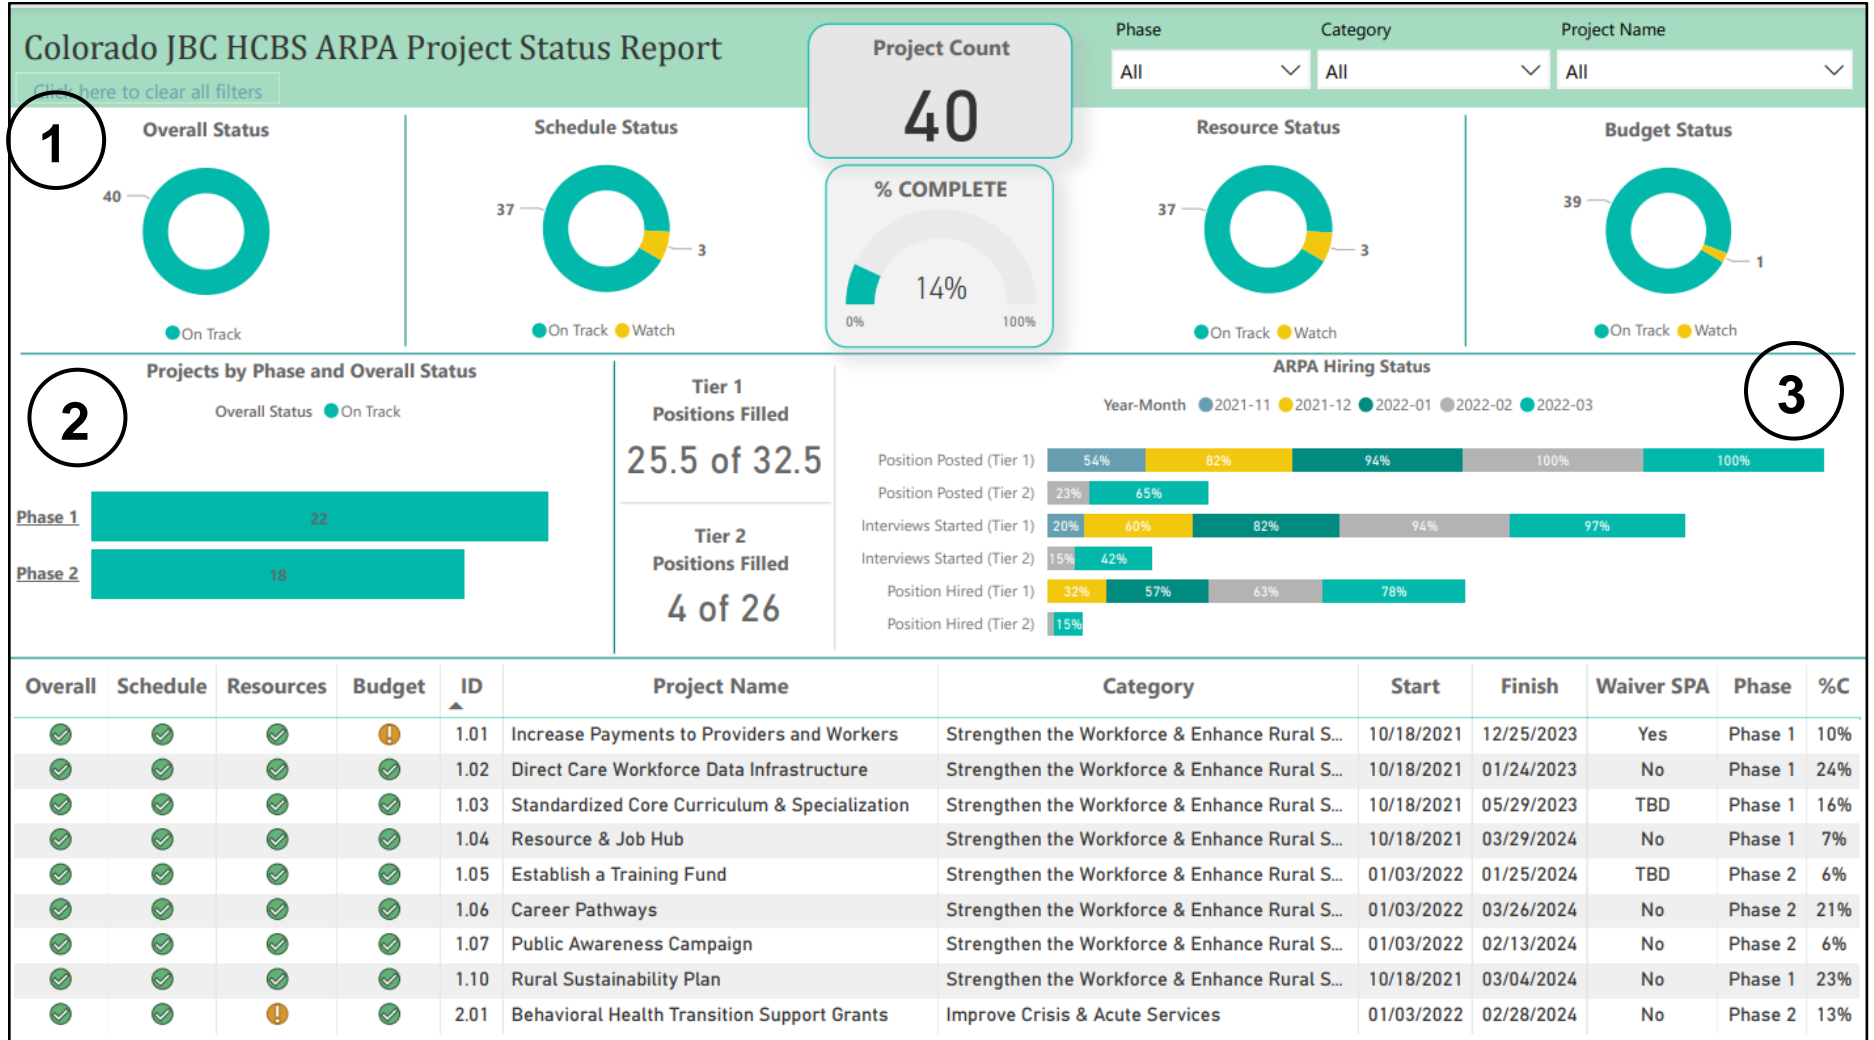 Colorado JBC HCBS ARPA Project Status Report
Click here to clear all filters
Project Count
40
Phase
All
Category
All
Project Name
All
1
Overall Status
40
On Track
Schedule Status
37
3
On Track Watch
% COMPLETE
14%
0%
100%
Resource Status
37
3
On Track Watch
Budget Status
39
1
On Track Watch
2
Projects by Phase and Overall Status
Overall Status On Track
Phase 1
22
Phase 2
18
Tier 1
Positions Filled
25.5 of 32.5
Tier 2
Positions Filled
4 of 26
3
ARPA Hiring Status
Year-Month 2021-11 2021-12 2022-01 2022-02 2022-03
Position Posted (Tier 1) 54% 82% 94% 100% 100%
Position Posted (Tier 2) 23% 65%
Interviews Started (Tier 1) 20% 60% 82% 94% 97%
Interviews Started (Tier 2) 15% 42%
Position Hired (Tier 1) 32% 57% 63% 78%
Position Hired (Tier 2) 15%
Overall Schedule Resources Budget ID Project Name Category Start Finish Waiver SPA Phase %C
1.01 Increase Payments to Providers and Workers Strengthen the Workforce & Enhance Rural S... 10/18/2021 12/25/2023 Yes Phase 1 10%
1.02 Direct Care Workforce Data Infrastructure Strengthen the Workforce & Enhance Rural S... 10/18/2021 01/24/2023 No Phase 1 24%
1.03 Standardized Core Curriculum & Specialization Strengthen the Workforce & Enhance Rural S... 10/18/2021 05/29/2023 TBD Phase 1 16%
1.04 Resource & Job Hub Strengthen the Workforce & Enhance Rural S... 10/18/2021 03/29/2024 No Phase 1 7%
1.05 Establish a Training Fund Strengthen the Workforce & Enhance Rural S... 01/03/2022 01/25/2024 TBD Phase 2 6%
1.06 Career Pathways Strengthen the Workforce & Enhance Rural S... 01/03/2022 03/26/2024 No Phase 2 21%
1.07 Public Awareness Campaign Strengthen the Workforce & Enhance Rural S... 01/03/2022 02/13/2024 No Phase 2 6%
1.10 Rural Sustainability Plan Strengthen the Workforce & Enhance Rural S... 10/18/2021 03/04/2024 No Phase 1 23%
2.01 Behavioral Health Transition Support Grants Improve Crisis & Acute Services 01/03/2022 02/28/2024 No Phase 2 13%